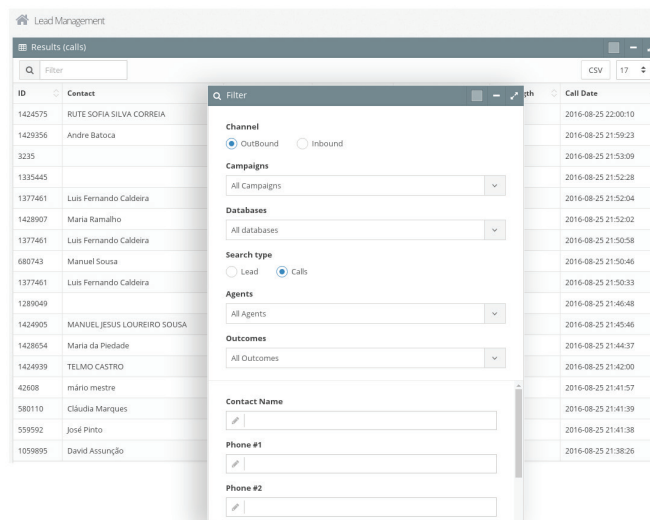 Lead Management
Results (calls)
Filter
CSV 17
ID Contact gth Call Date
1424575 RUTE SOFIA SILVA CORREIA 2016-08-25 22:00:10
1429356 Andre Batoca 2016-08-25 21:59:23
3235 2016-08-25 21:53:09
1335445 2016-08-25 21:52:28
1377461 Luis Fernando Caldeira 2016-08-25 21:52:04
1428907 Maria Ramalho 2016-08-25 21:52:02
1377461 Luis Fernando Caldeira 2016-08-25 21:50:58
680743 Manuel Sousa 2016-08-25 21:50:46
1377461 Luis Fernando Caldeira 2016-08-25 21:50:33
1289049 2016-08-25 21:46:48
1424905 MANUEL JESUS LOUREIRO SOUSA 2016-08-25 21:45:46
1428654 Maria da Piedade 2016-08-25 21:44:37
1424939 TELMO CASTRO 2016-08-25 21:42:00
42608 mário mestre 2016-08-25 21:41:57
580110 Cláudia Marques 2016-08-25 21:41:39
559592 José Pinto 2016-08-25 21:41:38
1059895 David Assunção 2016-08-25 21:38:26
Filter
Channel
OutBound Inbound
Campaigns
All Campaigns
Databases
All databases
Search type
Lead Calls
Agents
All Agents
Outcomes
All Outcomes
Contact Name
Phone #1
Phone #2